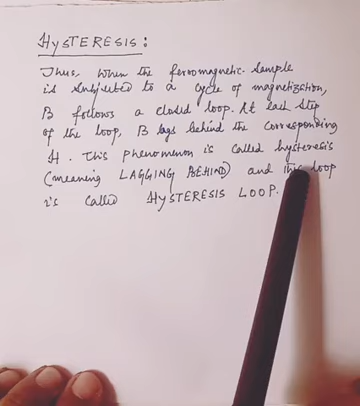 HYSTERESIS :
Thus, when the ferromagnetic sample
is subjected to a cycle of magnetization,
B follows a closed loop. At each step
of the loop, B lags behind the corresponding
H. This phenomenon is called hysteresis
(meaning LAGGING BEHIND) and this loop
is called HYSTERESIS LOOP.